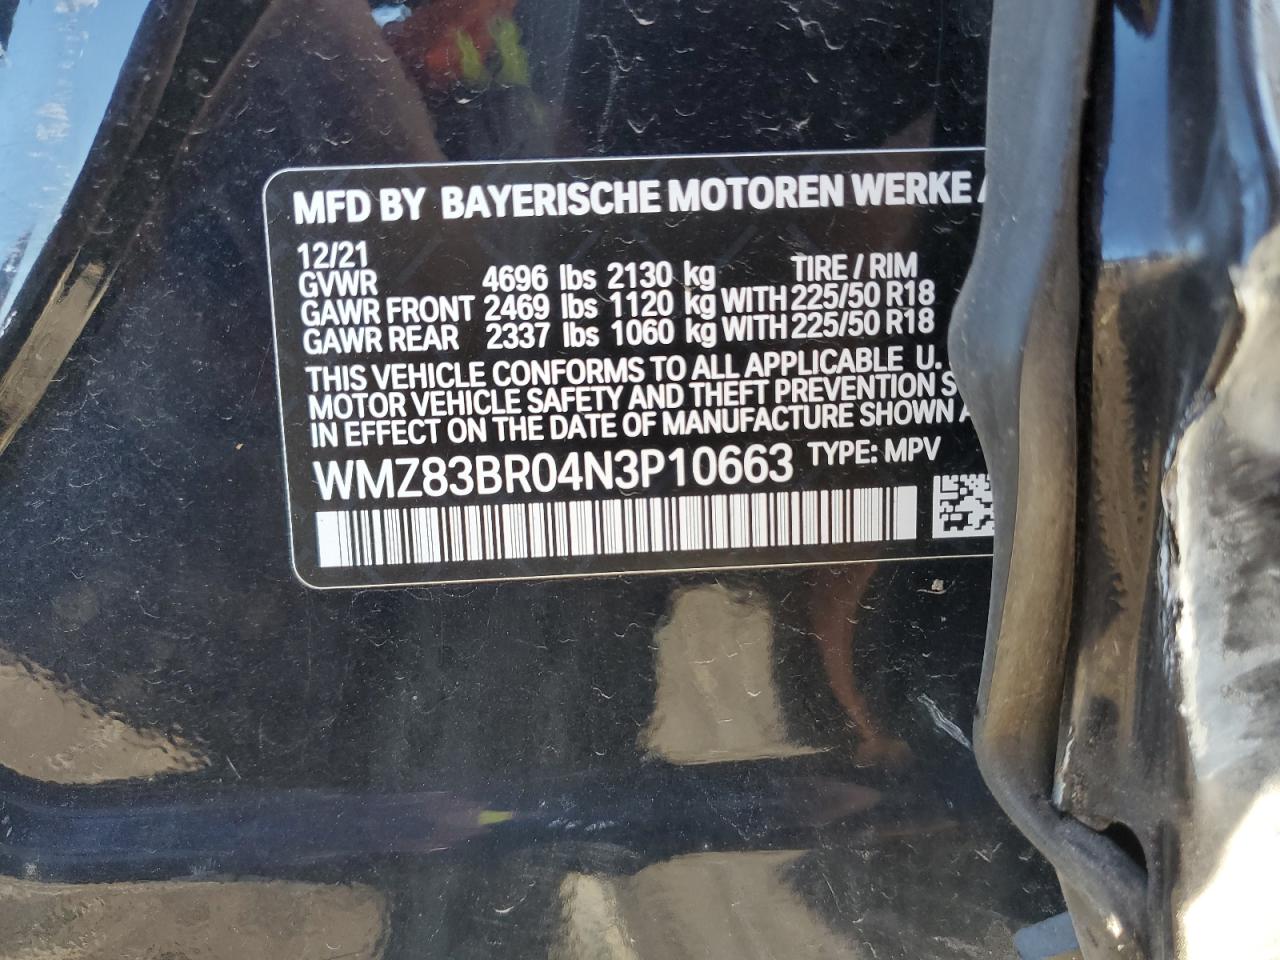 MFD BY BAYERISCHE MOTOREN WERKE
12/21
GVWR 4696 lbs 2130 kg TIRE / RIM
GAWR FRONT 2469 lbs 1120 kg WITH 225/50 R18
GAWR REAR 2337 lbs 1060 kg WITH 225/50 R18
THIS VEHICLE CONFORMS TO ALL APPLICABLE U.
MOTOR VEHICLE SAFETY AND THEFT PREVENTION S
IN EFFECT ON THE DATE OF MANUFACTURE SHOWN A
WMZ83BR04N3P10663 TYPE: MPV